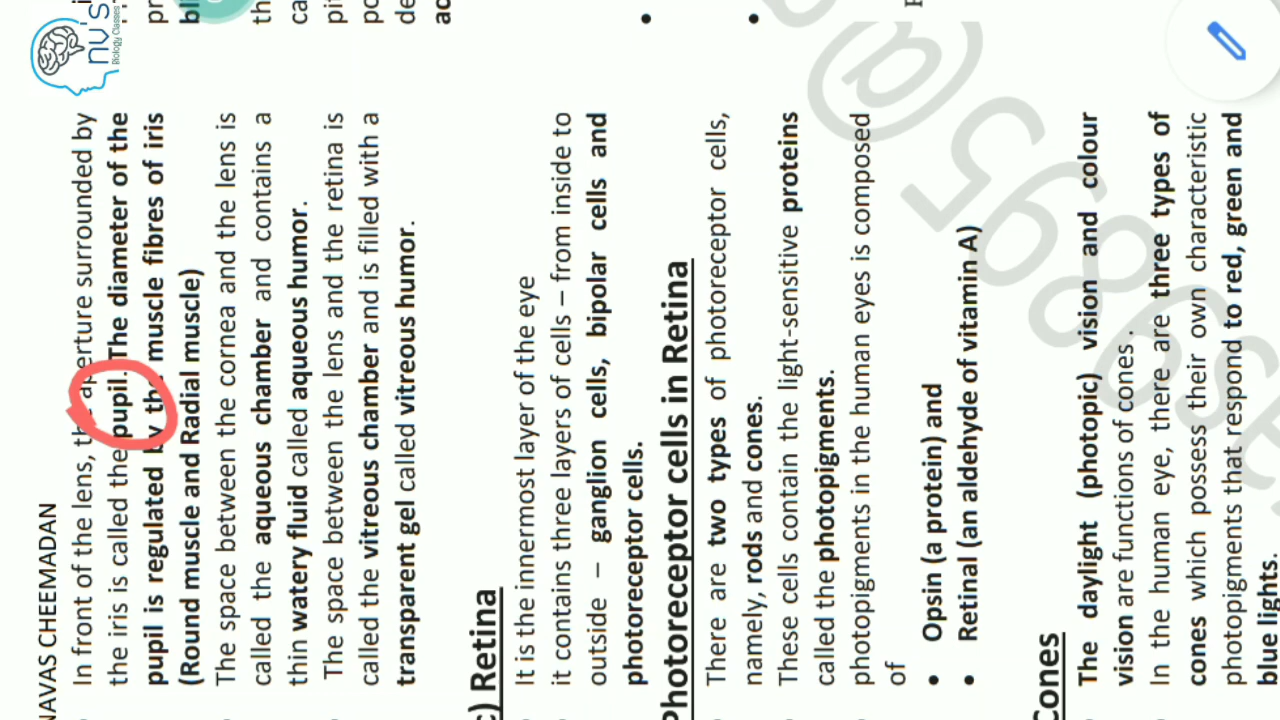 NAVAS CHEEMADAN
In front of the lens, the aperture surrounded by
the iris is called the pupil. The diameter of the
pupil is regulated by the muscle fibres of iris
(Round muscle and Radial muscle)
The space between the cornea and the lens is
called the aqueous chamber and contains a
thin watery fluid called aqueous humor.
The space between the lens and the retina is
called the vitreous chamber and is filled with a
transparent gel called vitreous humor.
c) Retina
It is the innermost layer of the eye
it contains three layers of cells – from inside to
outside – ganglion cells, bipolar cells and
photoreceptor cells.
Photoreceptor cells in Retina
There are two types of photoreceptor cells,
namely, rods and cones.
These cells contain the light-sensitive proteins
called the photopigments.
photopigments in the human eyes is composed
of
• Opsin (a protein) and
• Retinal (an aldehyde of vitamin A)
Cones
The daylight (photopic) vision and colour
vision are functions of cones .
In the human eye, there are three types of
cones which possess their own characteristic
photopigments that respond to red, green and
blue lights.
nv's
Biology Classes